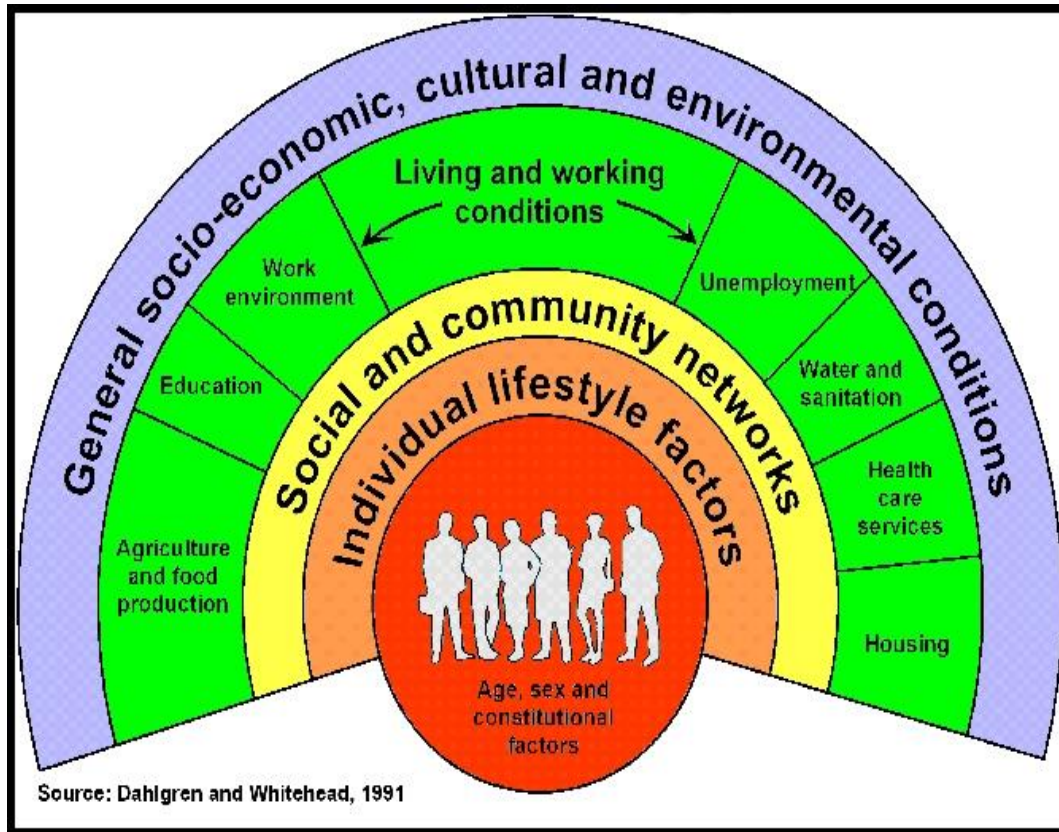 General socio-economic, cultural and environmental conditions
Living and working
conditions
Work
environment
Unemployment
Education
Water and
sanitation
Agriculture
and food
production
Health
care
services
Housing
Social and community networks
Individual lifestyle factors
Age, sex and
constitutional
factors
Source: Dahlgren and Whitehead, 1991